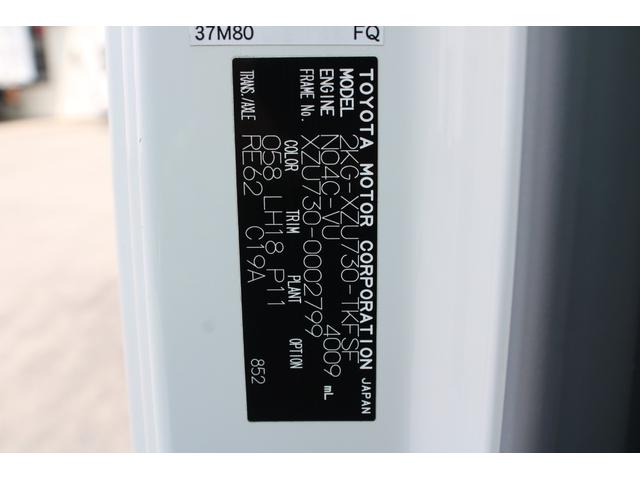 37M80 FQ
TOYOTA MOTOR CORPORATION JAPAN
MODEL 2KG-XZU730-TKFSF
ENGINE N04C-VU 4009 mL
FRAME No. XZU730-0002799
COLOR TRIM PLANT OPTION
058 LH18 P11
TRANS./AXLE RE62 C19A 852